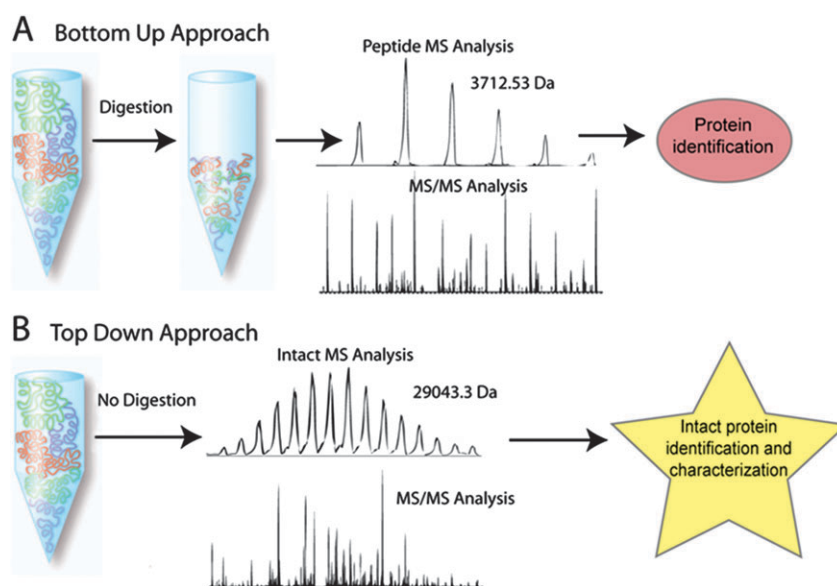 A Bottom Up Approach
Peptide MS Analysis
3712.53 Da
Digestion
Protein
identification
MS/MS Analysis
B Top Down Approach
Intact MS Analysis
29043.3 Da
No Digestion
Intact protein
identification and
characterization
MS/MS Analysis